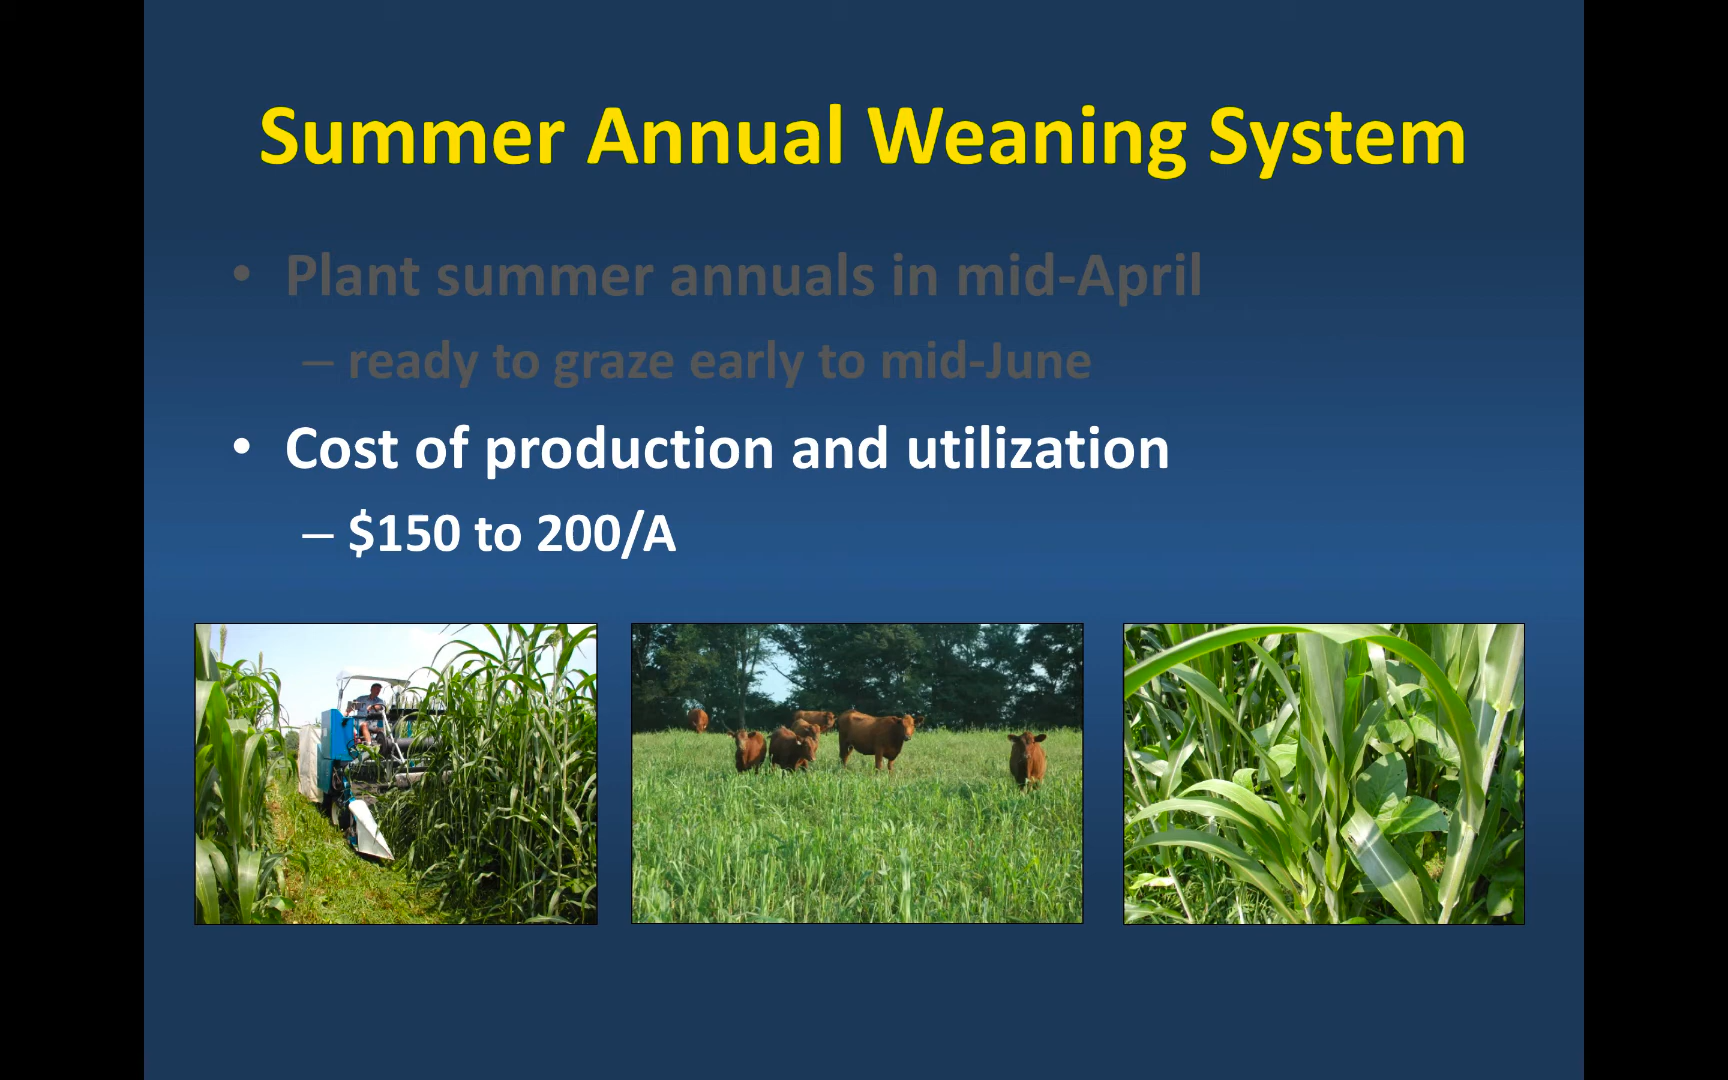 Summer Annual Weaning System
• Plant summer annuals in mid-April
– ready to graze early to mid-June
• Cost of production and utilization
– $150 to 200/A